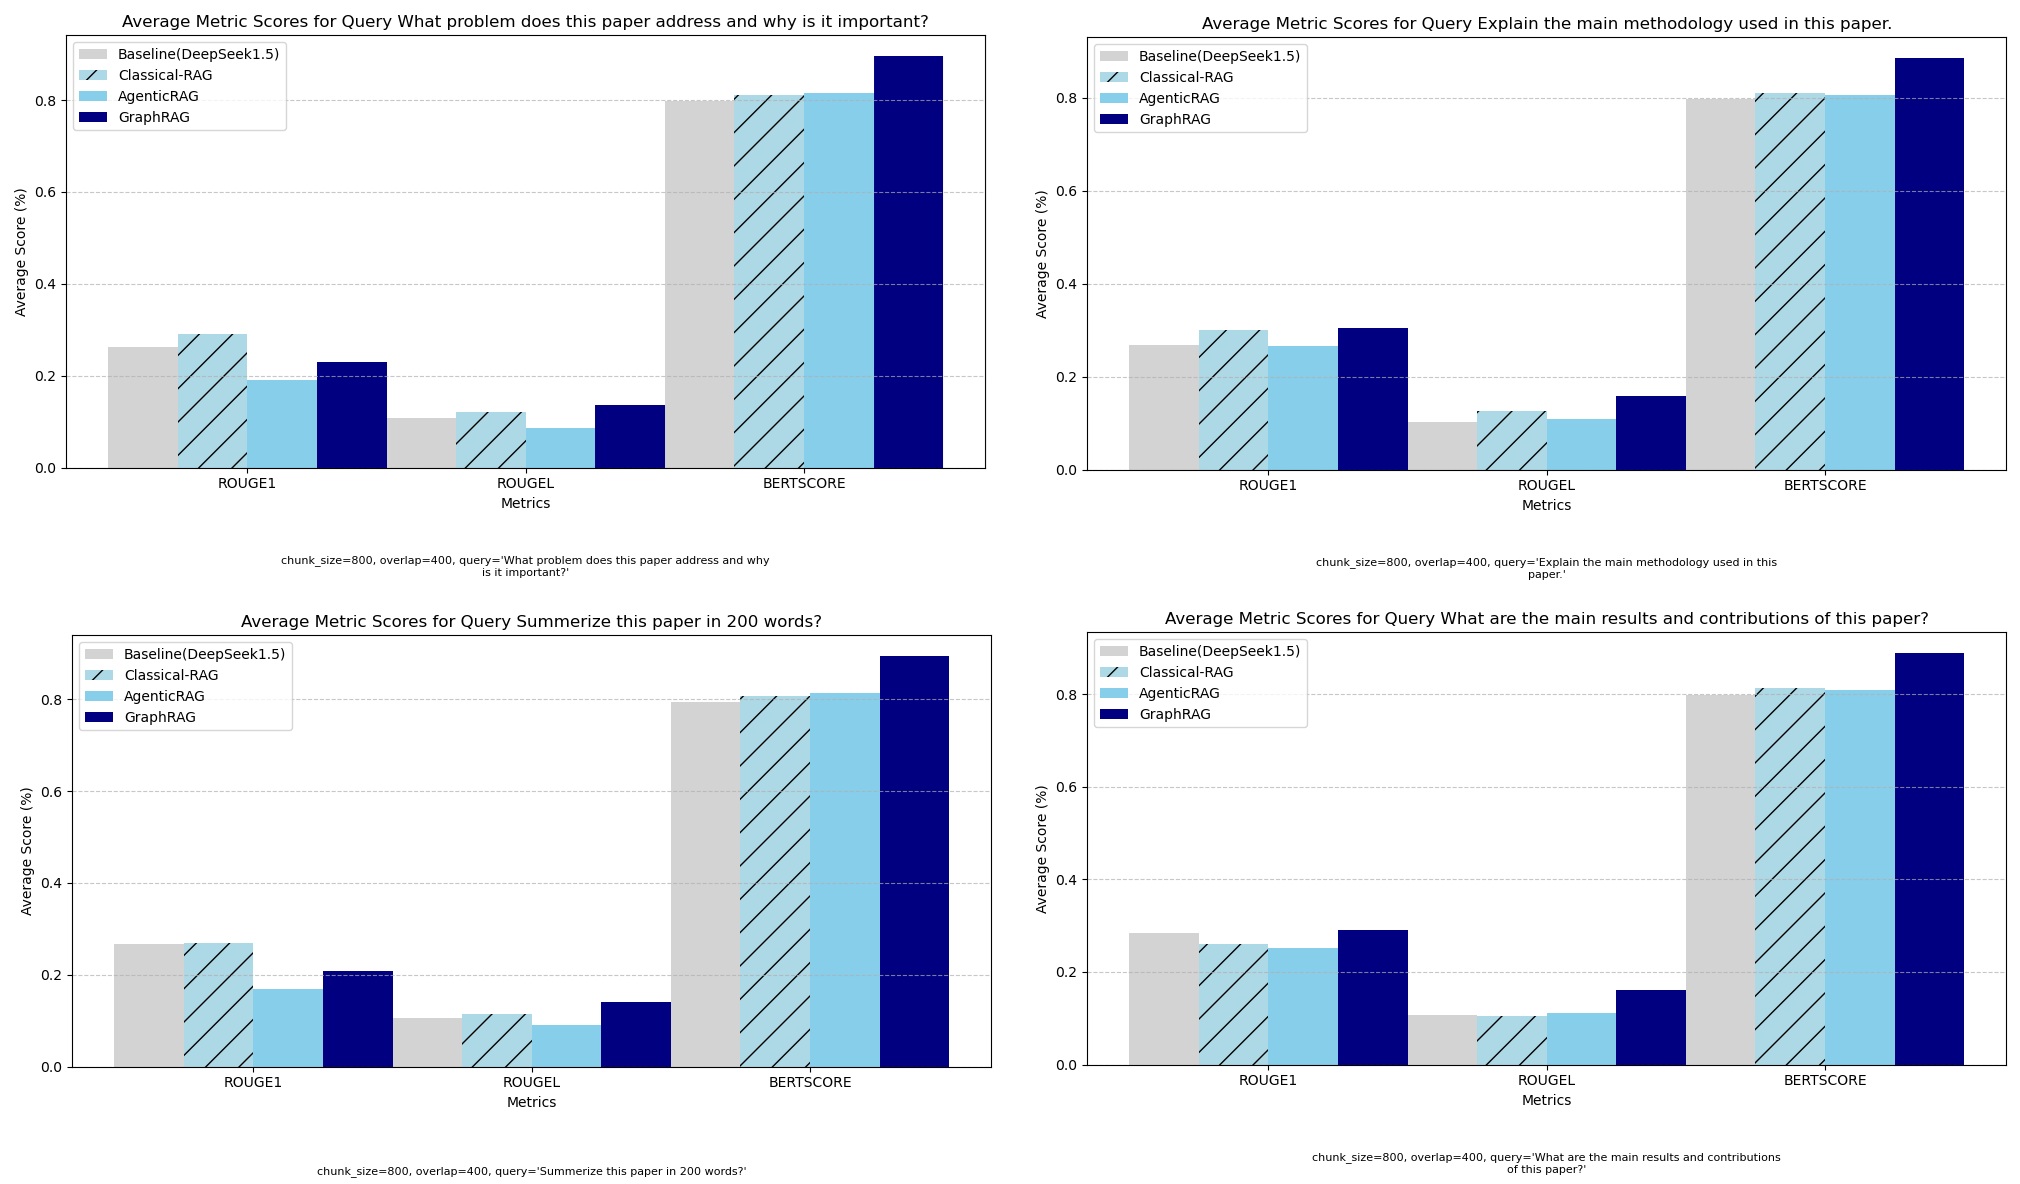 Average Metric Scores for Query What problem does this paper address and why is it important?
Baseline(DeepSeek1.5)
Classical-RAG
AgenticRAG
GraphRAG
Average Score (%)
0.8
0.6
0.4
0.2
0.0
ROUGE1 ROUGEL BERTSCORE
Metrics
chunk_size=800, overlap=400, query='What problem does this paper address and why
is it important?'
Average Metric Scores for Query Explain the main methodology used in this paper.
Baseline(DeepSeek1.5)
Classical-RAG
AgenticRAG
GraphRAG
Average Score (%)
0.8
0.6
0.4
0.2
0.0
ROUGE1 ROUGEL BERTSCORE
Metrics
chunk_size=800, overlap=400, query='Explain the main methodology used in this
paper.'
Average Metric Scores for Query Summerize this paper in 200 words?
Baseline(DeepSeek1.5)
Classical-RAG
AgenticRAG
GraphRAG
Average Score (%)
0.8
0.6
0.4
0.2
0.0
ROUGE1 ROUGEL BERTSCORE
Metrics
chunk_size=800, overlap=400, query='Summerize this paper in 200 words?'
Average Metric Scores for Query What are the main results and contributions of this paper?
Baseline(DeepSeek1.5)
Classical-RAG
AgenticRAG
GraphRAG
Average Score (%)
0.8
0.6
0.4
0.2
0.0
ROUGE1 ROUGEL BERTSCORE
Metrics
chunk_size=800, overlap=400, query='What are the main results and contributions
of this paper?'